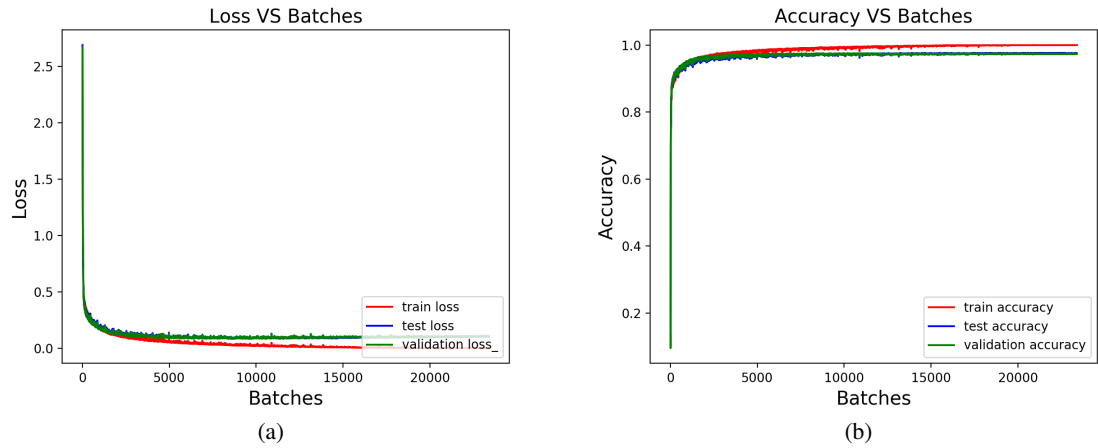 Loss VS Batches
2.5
2.0
1.5
1.0
0.5
0.0
Loss
train loss
test loss
validation loss_
0 5000 10000 15000 20000
Batches
(a)
Accuracy VS Batches
1.0
0.8
0.6
0.4
0.2
Accuracy
train accuracy
test accuracy
validation accuracy
0 5000 10000 15000 20000
Batches
(b)